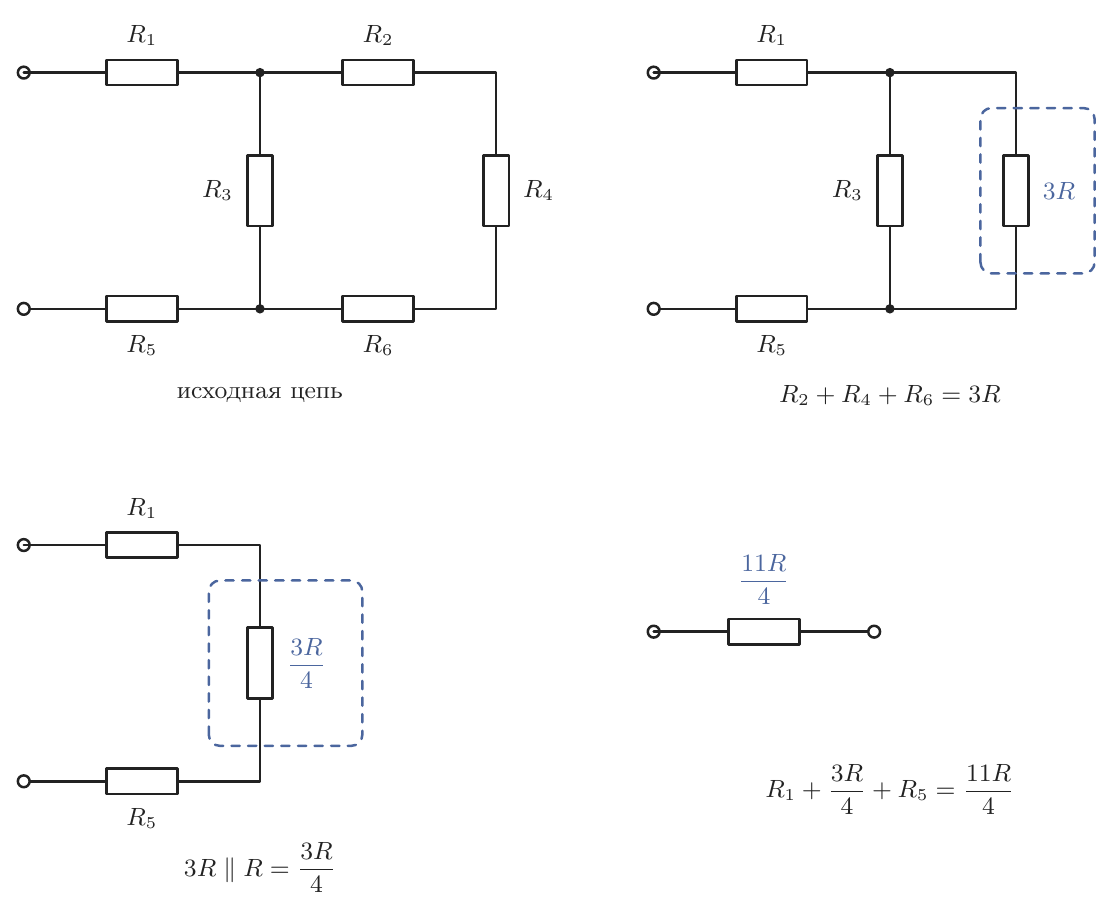 R₁
R₂
R₃
R₄
R₅
R₆
исходная цепь
R₁
R₃
3R
R₅
R₂ + R₄ + R₆ = 3R
R₁
3R/4
R₅
3R ∥ R = 3R/4
11R/4
R₁ + 3R/4 + R₅ = 11R/4